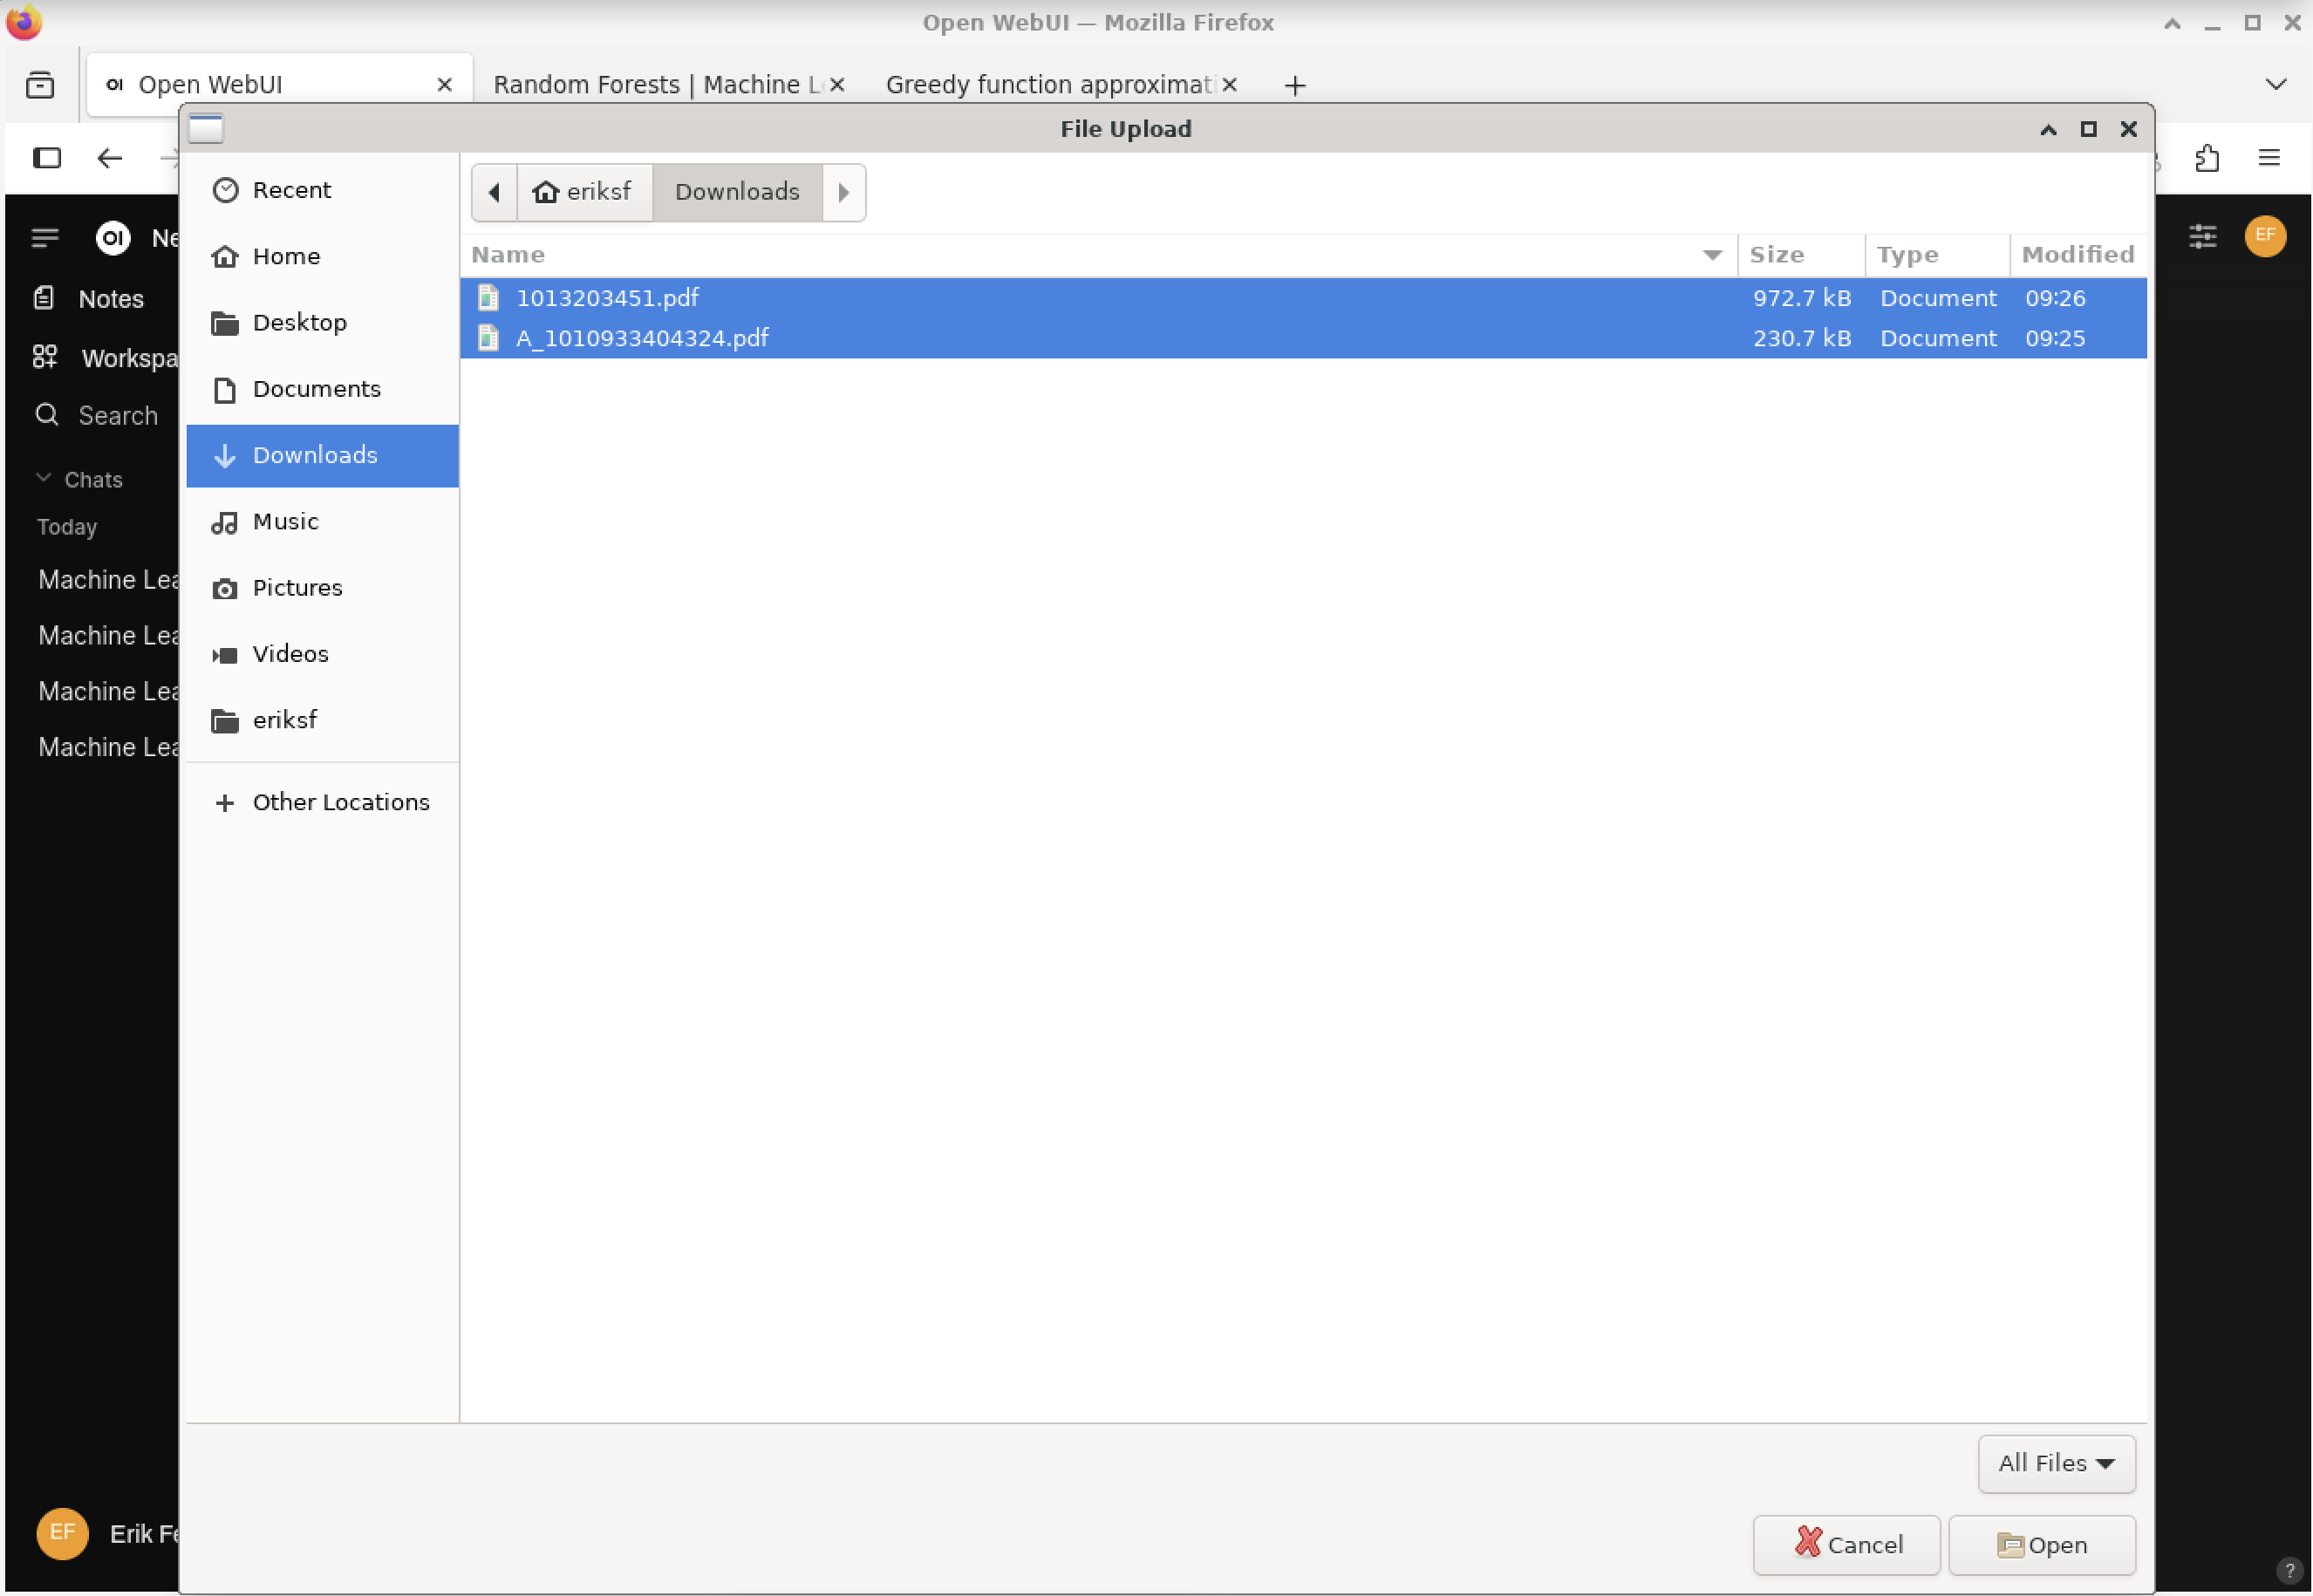 Open WebUI — Mozilla Firefox
OI Open WebUI
Random Forests | Machine L
Greedy function approximat
File Upload
Recent
Home
Desktop
Documents
Downloads
Music
Pictures
Videos
eriksf
Other Locations
eriksf Downloads
Name Size Type Modified
1013203451.pdf 972.7 kB Document 09:26
A_1010933404324.pdf 230.7 kB Document 09:25
All Files
Cancel Open
OI Ne
Notes
Workspa
Search
Chats
Today
Machine Lea
Machine Lea
Machine Lea
Machine Lea
EF Erik Fe
EF
?